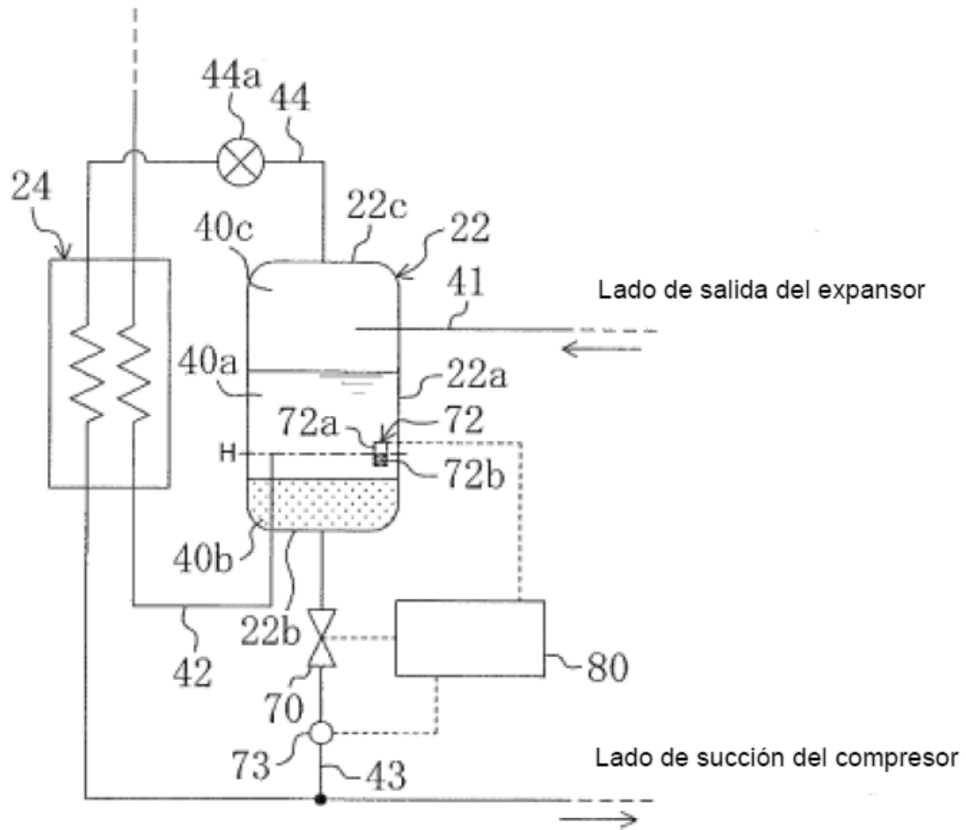 44a
44
24
22c
40c
22
41
Lado de salida del expansor
40a
22a
72a
72
H
72b
40b
22b
42
70
80
73
43
Lado de succión del compresor